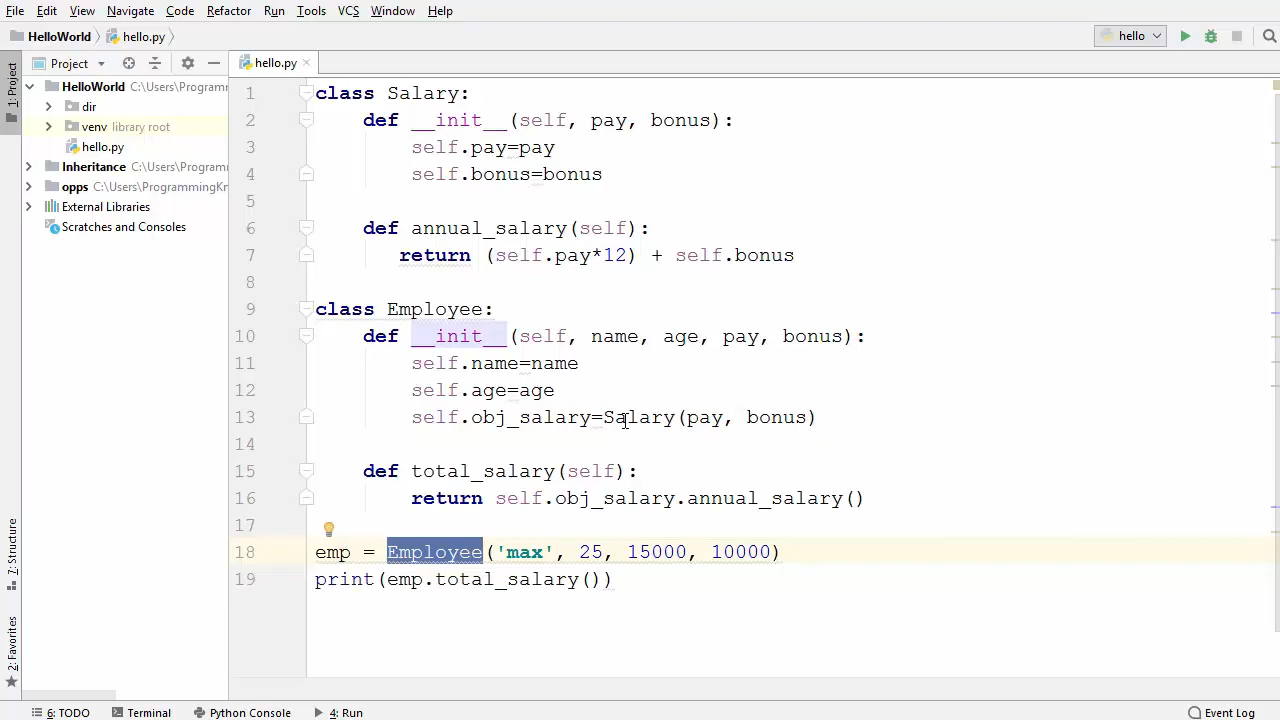 File Edit View Navigate Code Refactor Run Tools VCS Window Help
HelloWorld hello.py hello
1: Project
Project hello.py
HelloWorld C:\Users\Programm
dir
venv library root
hello.py
Inheritance C:\Users\Programm
opps C:\Users\ProgrammingKn
External Libraries
Scratches and Consoles
1 class Salary:
2 def __init__(self, pay, bonus):
3 self.pay=pay
4 self.bonus=bonus
5
6 def annual_salary(self):
7 return (self.pay*12) + self.bonus
8
9 class Employee:
10 def __init__(self, name, age, pay, bonus):
11 self.name=name
12 self.age=age
13 self.obj_salary=Salary(pay, bonus)
14
15 def total_salary(self):
16 return self.obj_salary.annual_salary()
17
18 emp = Employee('max', 25, 15000, 10000)
19 print(emp.total_salary())
7: Structure
2: Favorites
6: TODO Terminal Python Console 4: Run Event Log